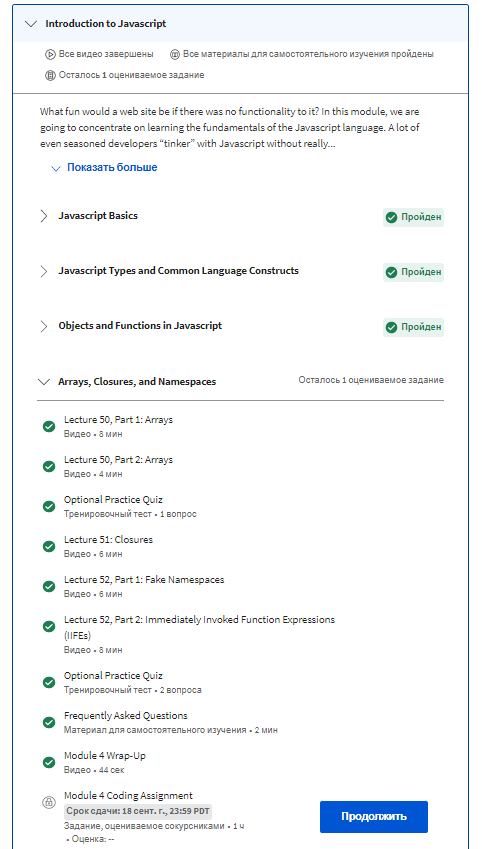 Introduction to Javascript
Все видео завершены
Все материалы для самостоятельного изучения пройдены
Осталось 1 оцениваемое задание
What fun would a web site be if there was no functionality to it? In this module, we are
going to concentrate on learning the fundamentals of the Javascript language. A lot of
even seasoned developers “tinker” with Javascript without really...
Показать больше
Javascript Basics
Пройден
Javascript Types and Common Language Constructs
Пройден
Objects and Functions in Javascript
Пройден
Arrays, Closures, and Namespaces
Осталось 1 оцениваемое задание
Lecture 50, Part 1: Arrays
Видео • 8 мин
Lecture 50, Part 2: Arrays
Видео • 4 мин
Optional Practice Quiz
Тренировочный тест • 1 вопрос
Lecture 51: Closures
Видео • 6 мин
Lecture 52, Part 1: Fake Namespaces
Видео • 6 мин
Lecture 52, Part 2: Immediately Invoked Function Expressions
(IIFEs)
Видео • 8 мин
Optional Practice Quiz
Тренировочный тест • 2 вопроса
Frequently Asked Questions
Материал для самостоятельного изучения • 2 мин
Module 4 Wrap-Up
Видео • 44 сек
Module 4 Coding Assignment
Срок сдачи: 18 сент. г., 23:59 PDT
Задание, оцениваемое сокурсниками • 1 ч
• Оценка: --
Продолжить